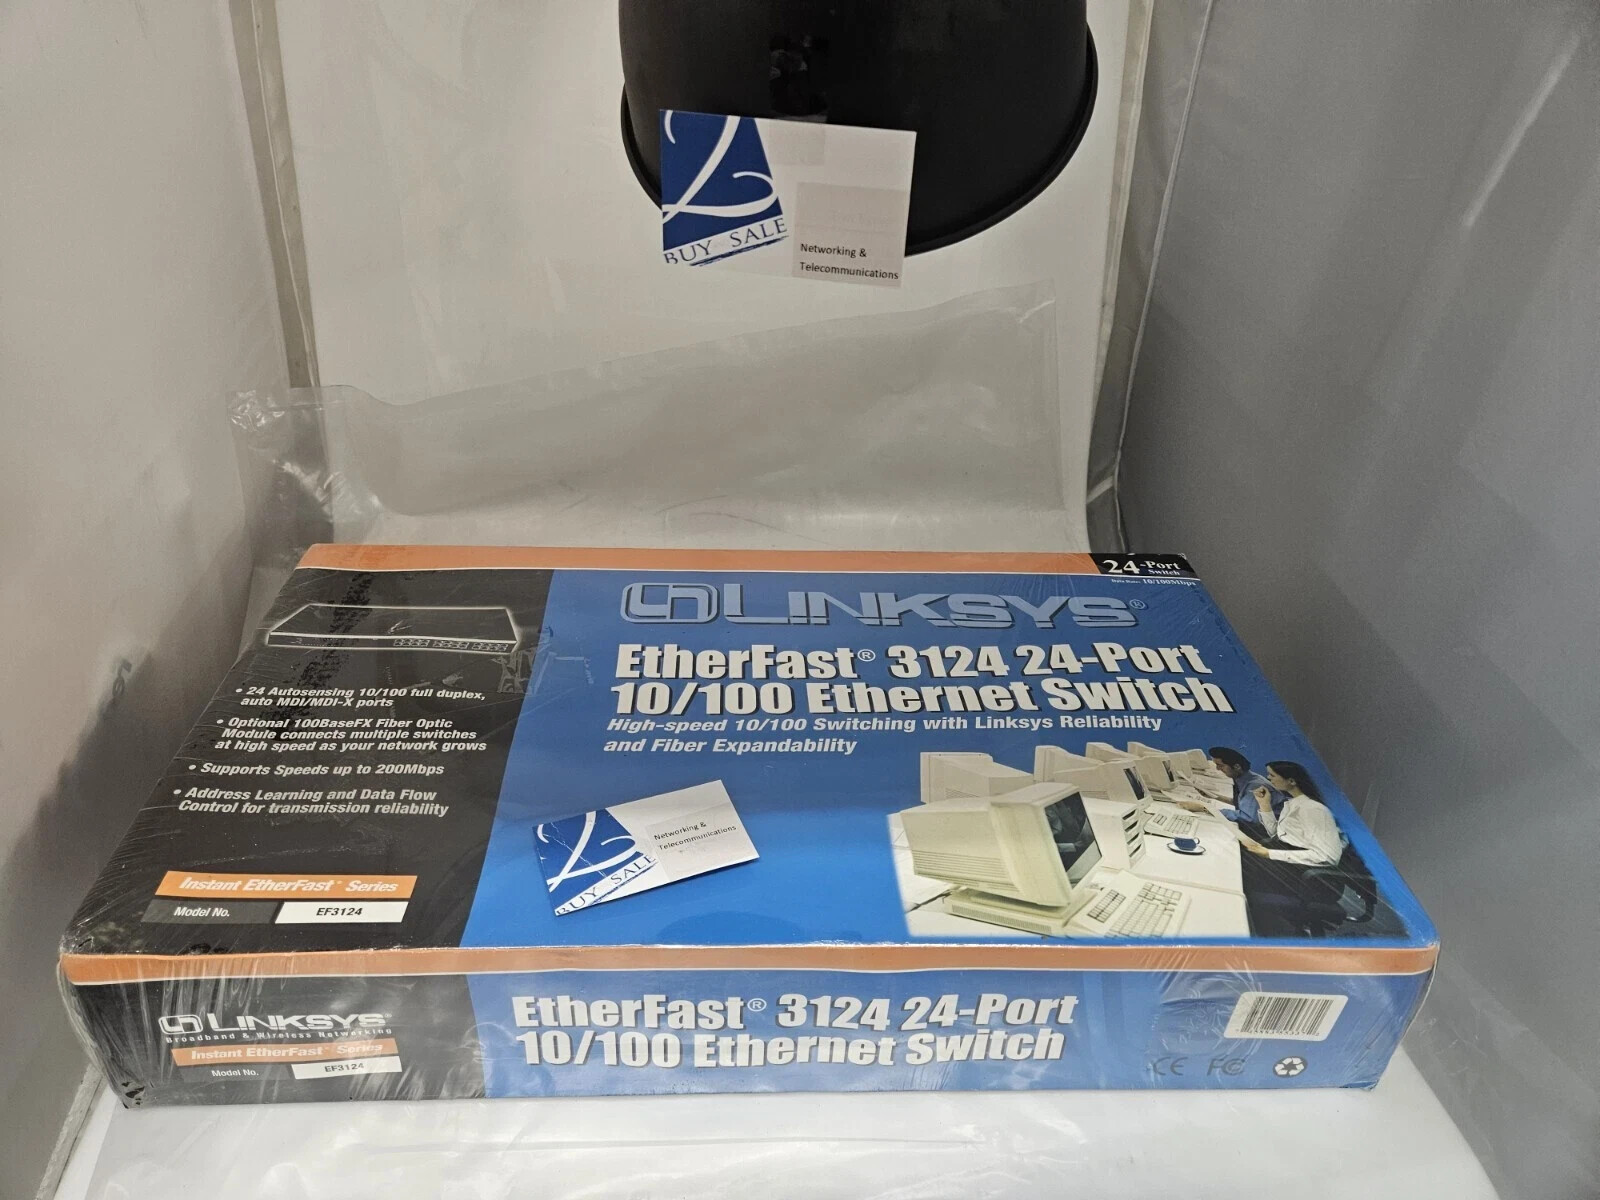 2
BUY SALE
Networking &
Telecommunications
24-Port
Switch
10/100Mbps
LINKSYS®
EtherFast® 3124 24-Port
10/100 Ethernet Switch
High-speed 10/100 Switching with Linksys Reliability
and Fiber Expandability
• 24 Autosensing 10/100 full duplex,
auto MDI/MDI-X ports
• Optional 100BaseFX Fiber Optic
Module connects multiple switches
at high speed as your network grows
• Supports Speeds up to 200Mbps
• Address Learning and Data Flow
Control for transmission reliability
2
BUY SALE
Networking &
Telecommunications
Instant EtherFast™ Series
Model No. EF3124
LINKSYS®
Broadband & Wireless Networking
Instant EtherFast™ Series
Model No. EF3124
EtherFast® 3124 24-Port
10/100 Ethernet Switch
CE FC